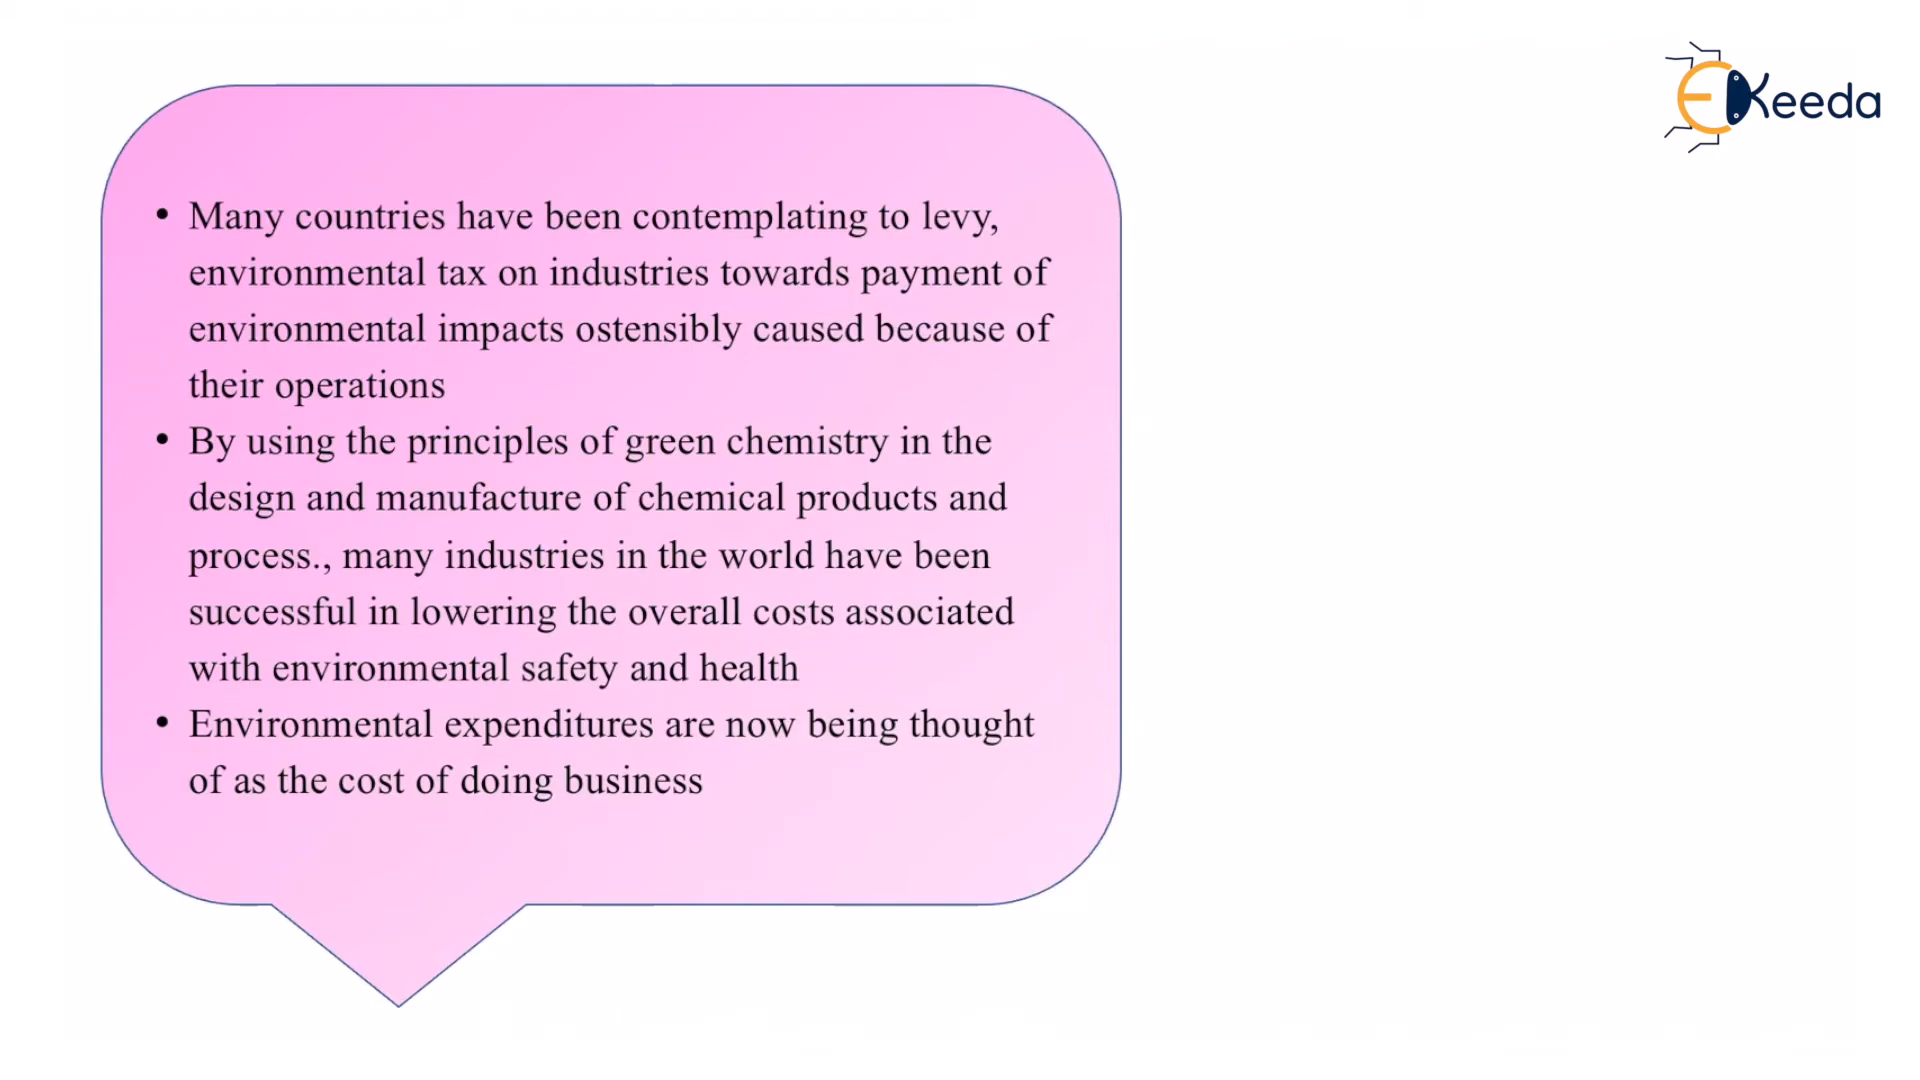 EKeeda
• Many countries have been contemplating to levy,
environmental tax on industries towards payment of
environmental impacts ostensibly caused because of
their operations
• By using the principles of green chemistry in the
design and manufacture of chemical products and
process., many industries in the world have been
successful in lowering the overall costs associated
with environmental safety and health
• Environmental expenditures are now being thought
of as the cost of doing business